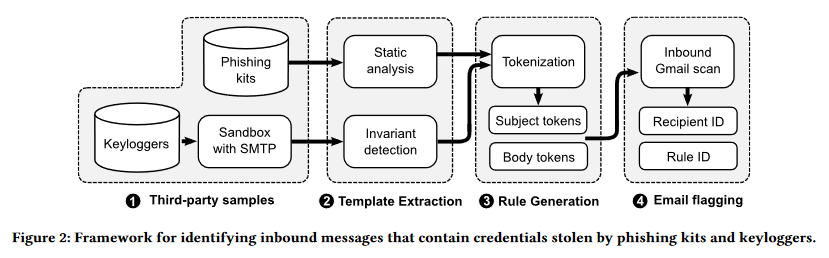 Phishing
kits
Keyloggers
Sandbox
with SMTP
Static
analysis
Invariant
detection
Tokenization
Subject tokens
Body tokens
Inbound
Gmail scan
Recipient ID
Rule ID
1 Third-party samples
2 Template Extraction
3 Rule Generation
4 Email flagging
Figure 2: Framework for identifying inbound messages that contain credentials stolen by phishing kits and keyloggers.